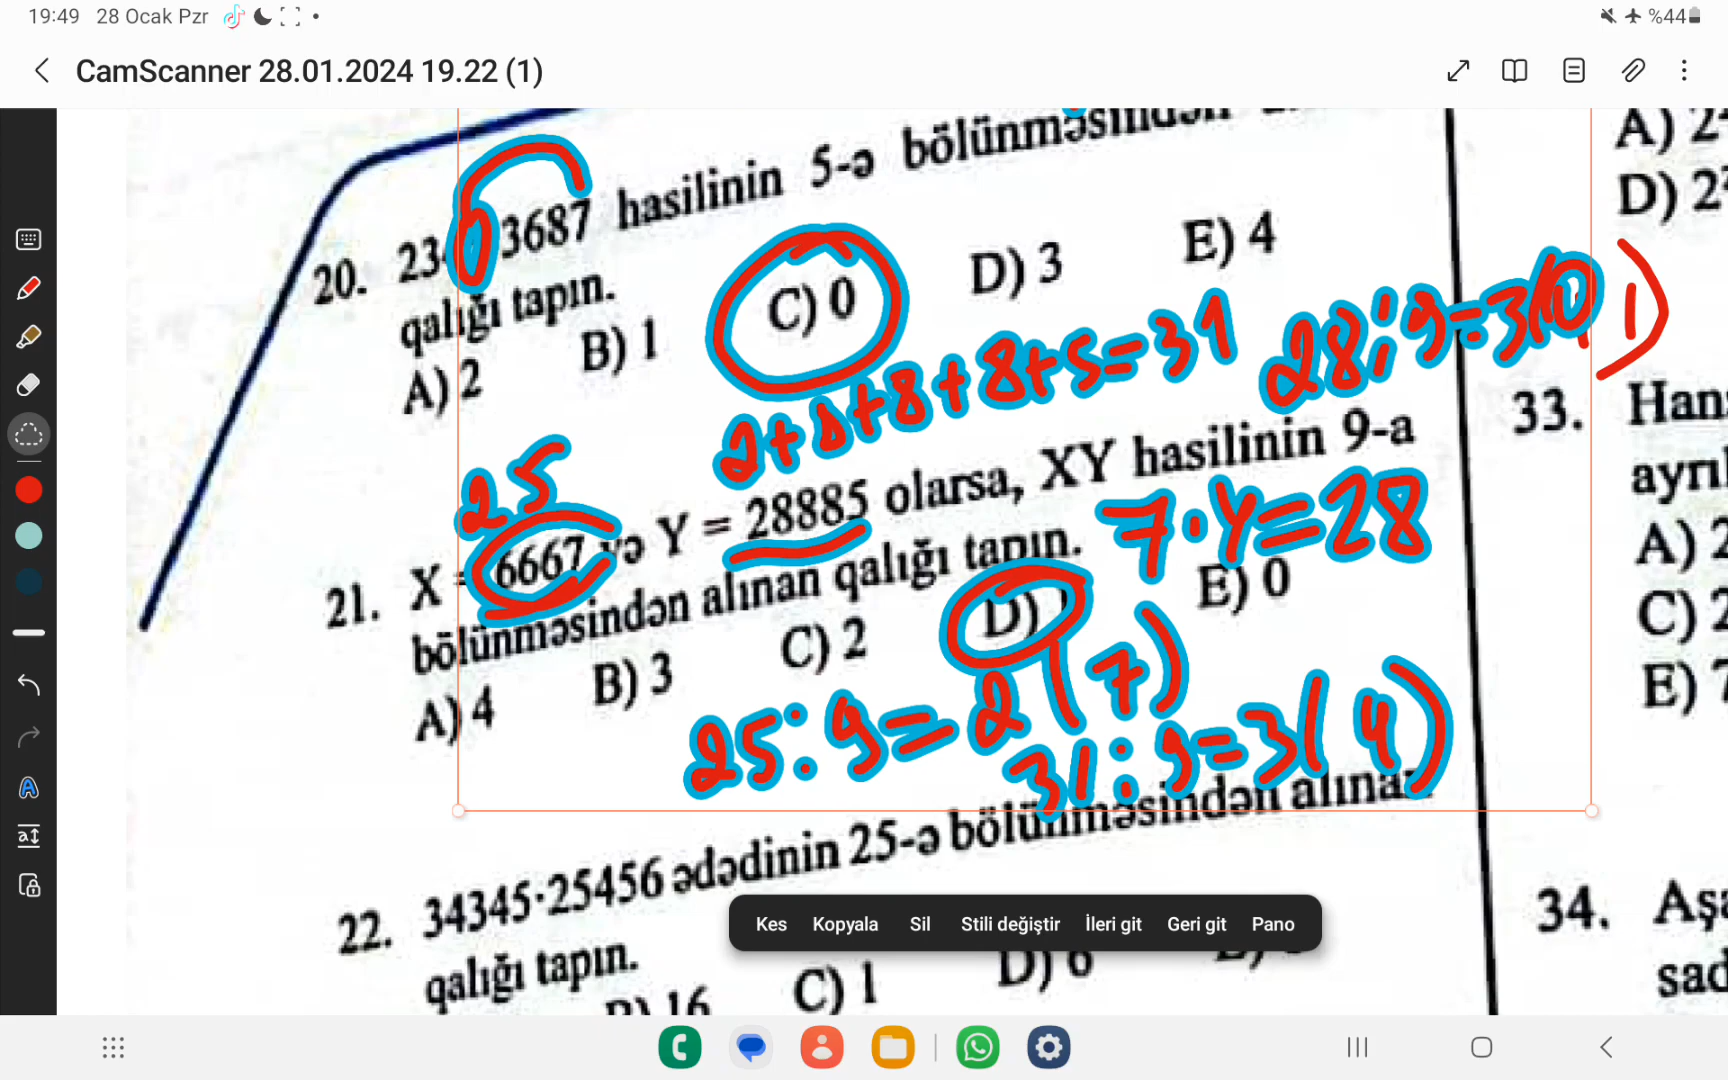 19:49 28 Ocak Pzr
%44
CamScanner 28.01.2024 19.22 (1)
bölünməsindən
20. 23 3687 hasilinin 5-ə
qalığı tapın.
A) 2 B) 1 C) 0 D) 3 E) 4
2+8+8+8+5=31
28:9=3(1)
25
21. X = 6667 və Y = 28885 olarsa, XY hasilinin 9-a
bölünməsindən alınan qalığı tapın.
7·4=28
A) 4 B) 3 C) 2 D) 1 E) 0
25:9=2(7)
31:9=3(4)
22. 34345·25456 ədədinin 25-ə bölünməsindən alınan
qalığı tapın.
B) 16 C) 1 D) 6
A) 2
D) 2
33.
A) 2
C) 2
E) 7
34.
Kes Kopyala Sil Stili değiştir İleri git Geri git Pano